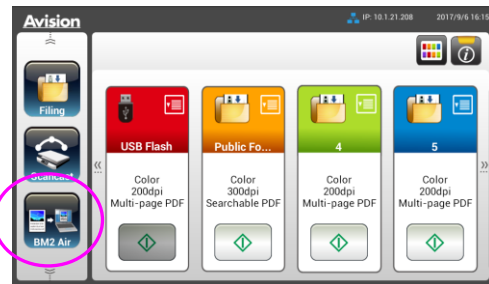 Avision
IP: 10.1.21.208 2017/9/6 16:15
Filing
Scancast
BM2 Air
USB Flash
Color
200dpi
Multi-page PDF
Public Fo...
Color
300dpi
Searchable PDF
4
Color
200dpi
Multi-page PDF
5
Color
200dpi
Multi-page PDF